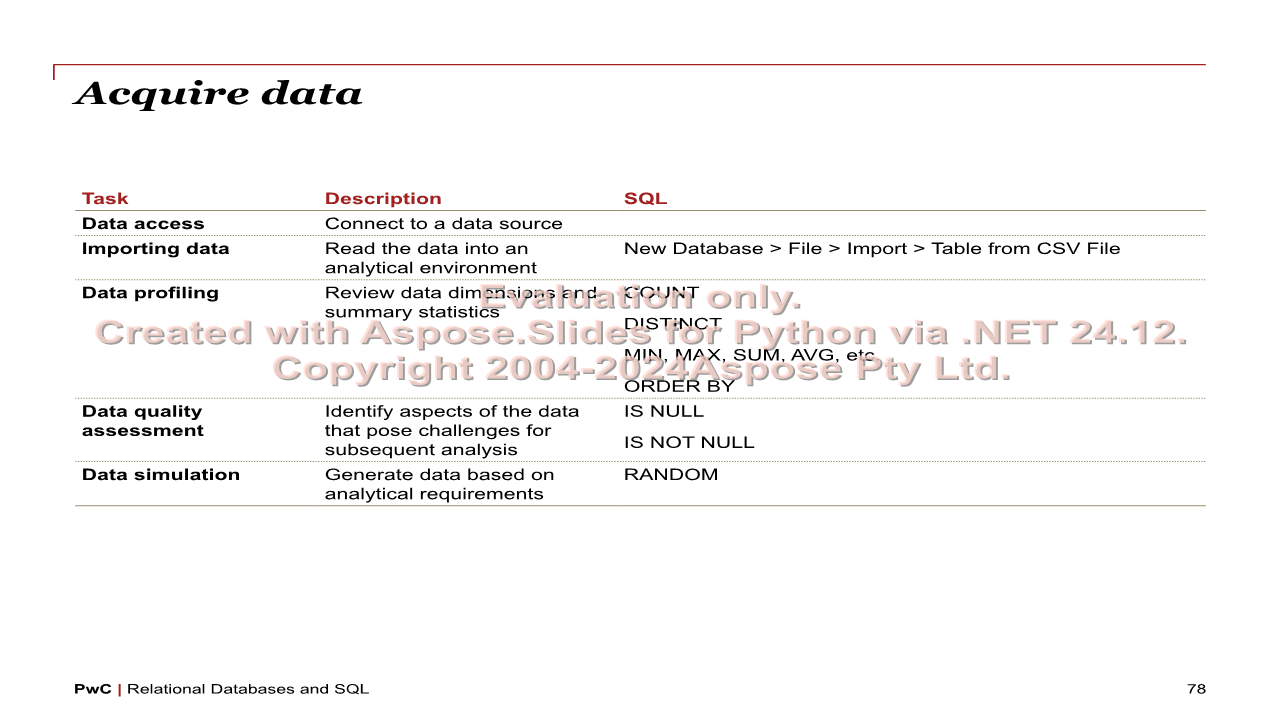 Acquire data
Task Description SQL
Data access Connect to a data source
Importing data Read the data into an New Database > File > Import > Table from CSV File
analytical environment
Data profiling Review data dimensions and COUNT
summary statistics
DISTINCT
MIN, MAX, SUM, AVG, etc.
ORDER BY
Evaluation only.
Created with Aspose.Slides for Python via .NET 24.12.
Copyright 2004-2024Aspose Pty Ltd.
Data quality Identify aspects of the data IS NULL
assessment that pose challenges for
subsequent analysis IS NOT NULL
Data simulation Generate data based on RANDOM
analytical requirements
PwC | Relational Databases and SQL 78